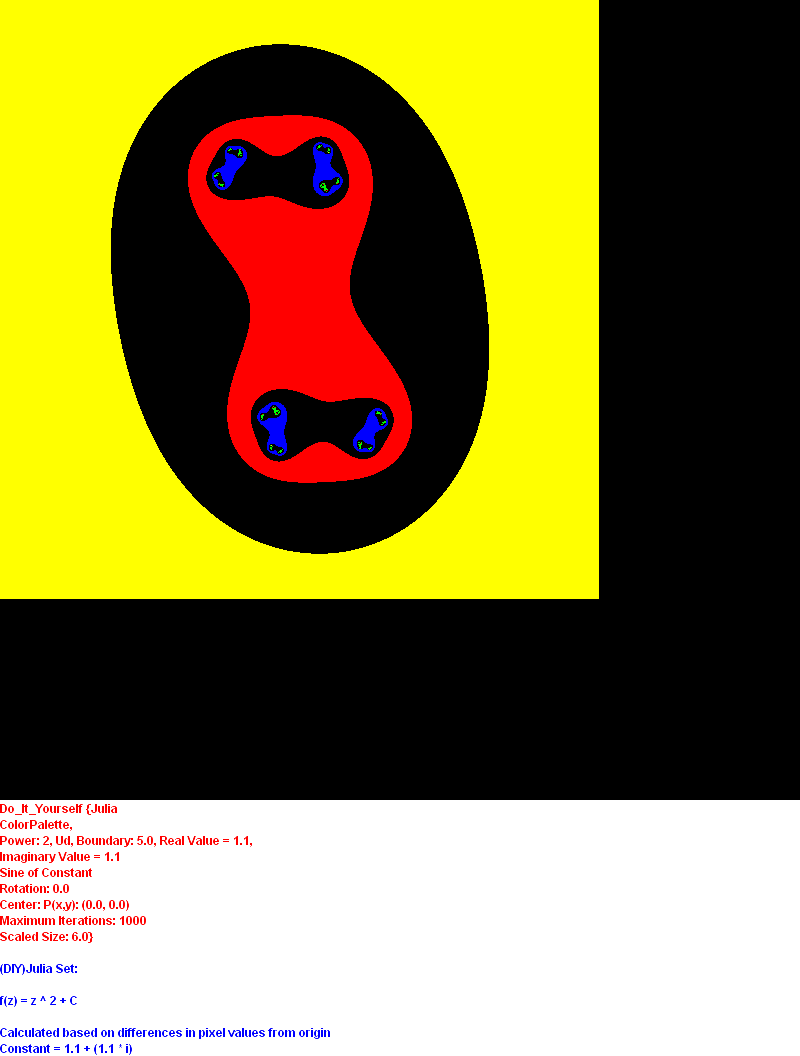 Do_It_Yourself {Julia
ColorPalette,
Power: 2, Ud, Boundary: 5.0, Real Value = 1.1,
Imaginary Value = 1.1
Sine of Constant
Rotation: 0.0
Center: P(x,y): (0.0, 0.0)
Maximum Iterations: 1000
Scaled Size: 6.0}
(DIY)Julia Set:
f(z) = z ^ 2 + C
Calculated based on differences in pixel values from origin
Constant = 1.1 + (1.1 * i)